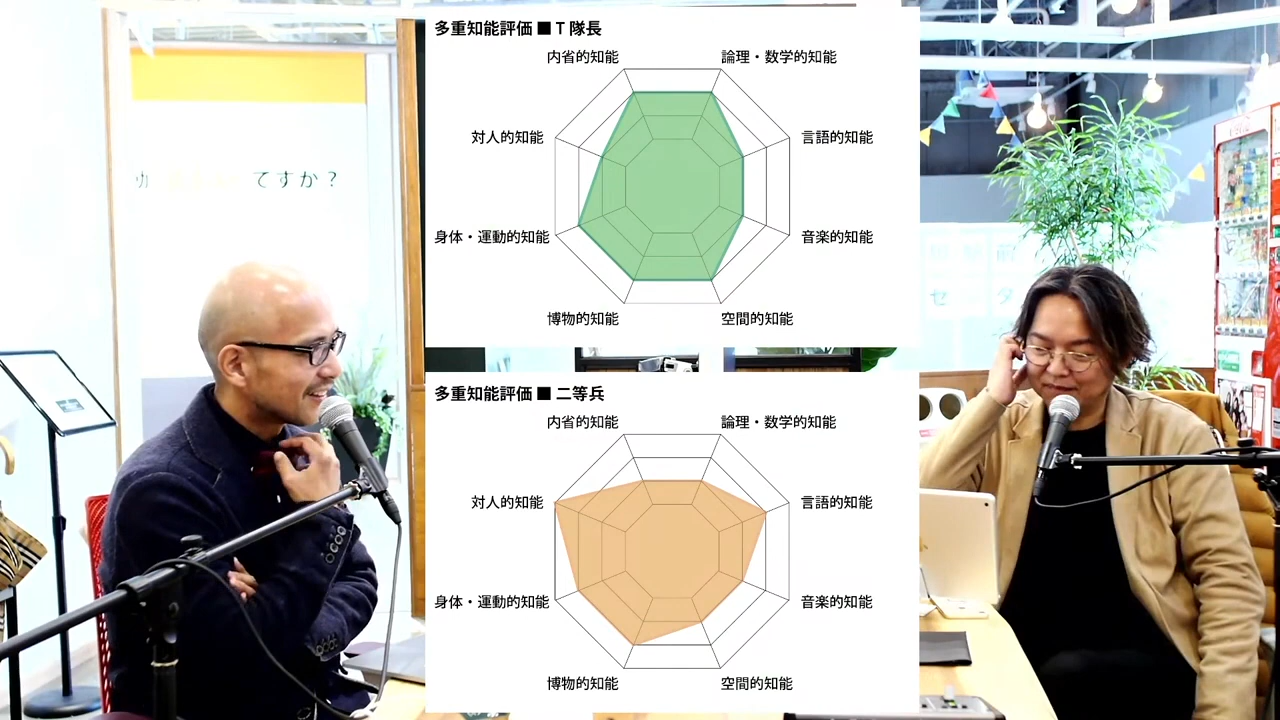 多重知能評価 ■ T 隊長
内省的知能
論理・数学的知能
対人的知能
言語的知能
身体・運動的知能
音楽的知能
博物的知能
空間的知能
てすか？
セ タ
多重知能評価 ■ 二等兵
内省的知能
論理・数学的知能
対人的知能
言語的知能
身体・運動的知能
音楽的知能
博物的知能
空間的知能